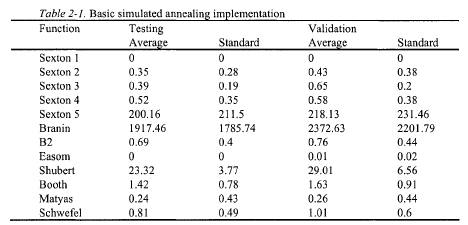 Table 2-1. Basic simulated annealing implementation
Function Testing Validation
Average Standard Average Standard
Sexton 1 0 0 0 0
Sexton 2 0.35 0.28 0.43 0.38
Sexton 3 0.39 0.19 0.65 0.2
Sexton 4 0.52 0.35 0.58 0.38
Sexton 5 200.16 211.5 218.13 231.46
Branin 1917.46 1785.74 2372.63 2201.79
B2 0.69 0.4 0.76 0.44
Easom 0 0 0.01 0.02
Shubert 23.32 3.77 29.01 6.56
Booth 1.42 0.78 1.63 0.91
Matyas 0.24 0.43 0.26 0.44
Schwefel 0.81 0.49 1.01 0.6